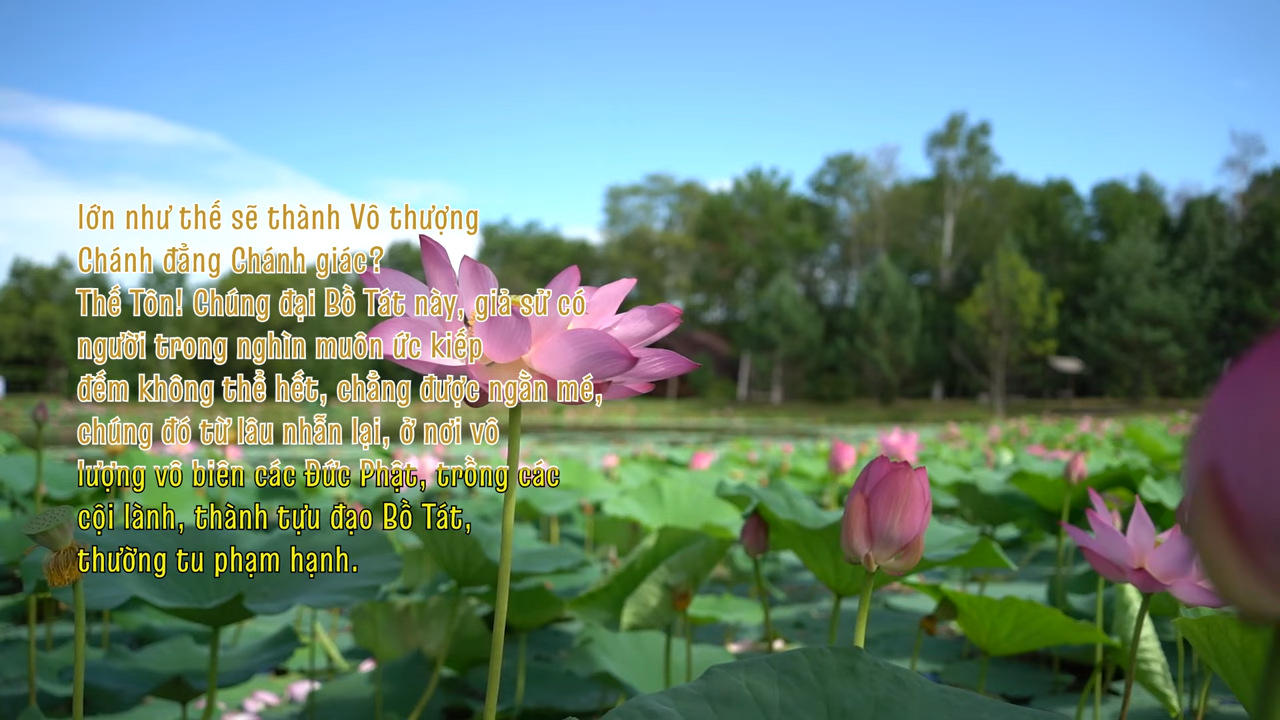 lớn như thế sẽ thành Vô thượng
Chánh đẳng Chánh giác?
Thế Tôn! Chúng đại Bồ Tát này, giả sử có
người trong nghìn muôn ức kiếp
đếm không thể hết, chẳng được ngằn mé,
chúng đó từ lâu nhẫn lại, ở nơi vô
lượng vô biên các Đức Phật, trồng các
cội lành, thành tựu đạo Bồ Tát,
thường tu phạm hạnh.